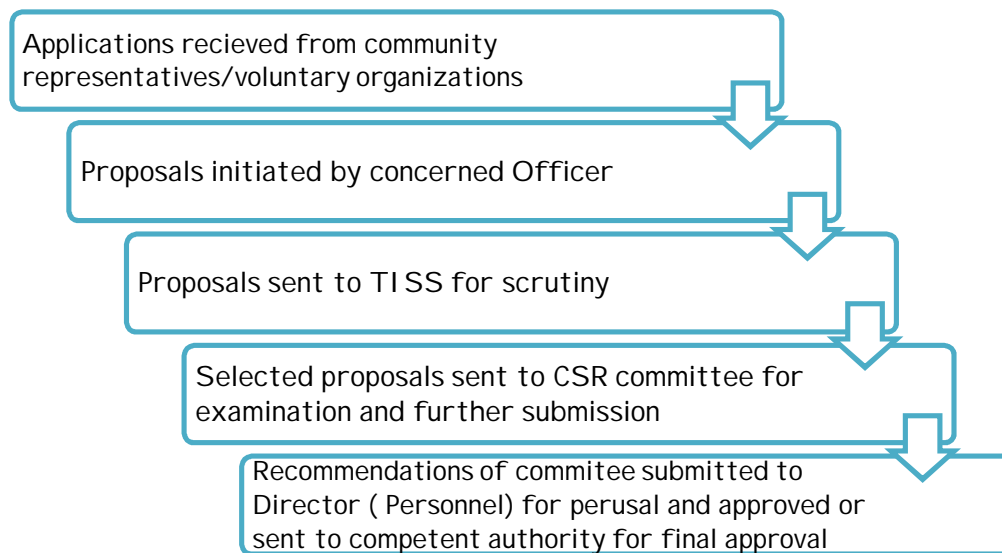 Applications recieved from community
representatives/voluntary organizations
Proposals initiated by concerned Officer
Proposals sent to TISS for scrutiny
Selected proposals sent to CSR committee for
examination and further submission
Recommendations of commitee submitted to
Director ( Personnel) for perusal and approved or
sent to competent authority for final approval